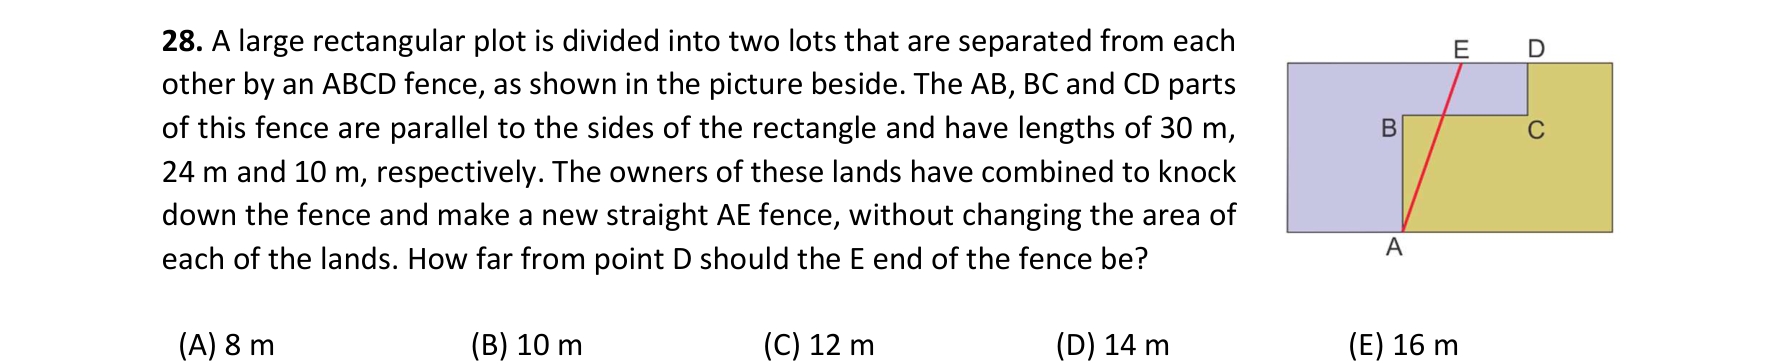 28. A large rectangular plot is divided into two lots that are separated from each
other by an ABCD fence, as shown in the picture beside. The AB, BC and CD parts
of this fence are parallel to the sides of the rectangle and have lengths of 30 m,
24 m and 10 m, respectively. The owners of these lands have combined to knock
down the fence and make a new straight AE fence, without changing the area of
each of the lands. How far from point D should the E end of the fence be?
E D
B C
A
(A) 8 m (B) 10 m (C) 12 m (D) 14 m (E) 16 m